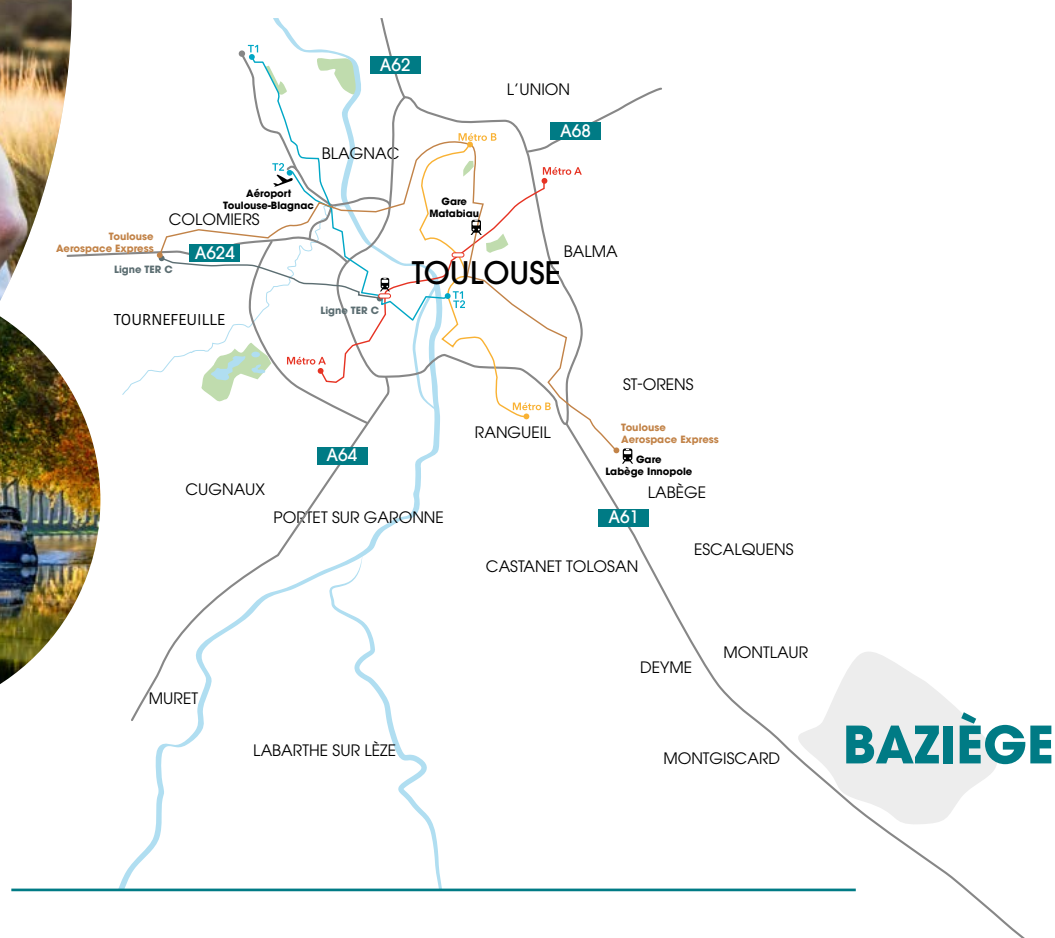 T1
A62
L'UNION
A68
Métro B
BLAGNAC
T2
Métro A
Aéroport
Toulouse-Blagnac
Gare
Matabiau
COLOMIERS
Toulouse
Aerospace Express
A624
BALMA
Ligne TER C
TOULOUSE
T1
T2
Ligne TER C
TOURNEFEUILLE
Métro A
ST-ORENS
Métro B
RANGUEIL
Toulouse
Aerospace Express
A64
Gare
Labège Innopole
CUGNAUX
LABÈGE
PORTET SUR GARONNE
A61
ESCALQUENS
CASTANET TOLOSAN
MONTLAUR
DEYME
MURET
BAZIÈGE
LABARTHE SUR LÈZE
MONTGISCARD